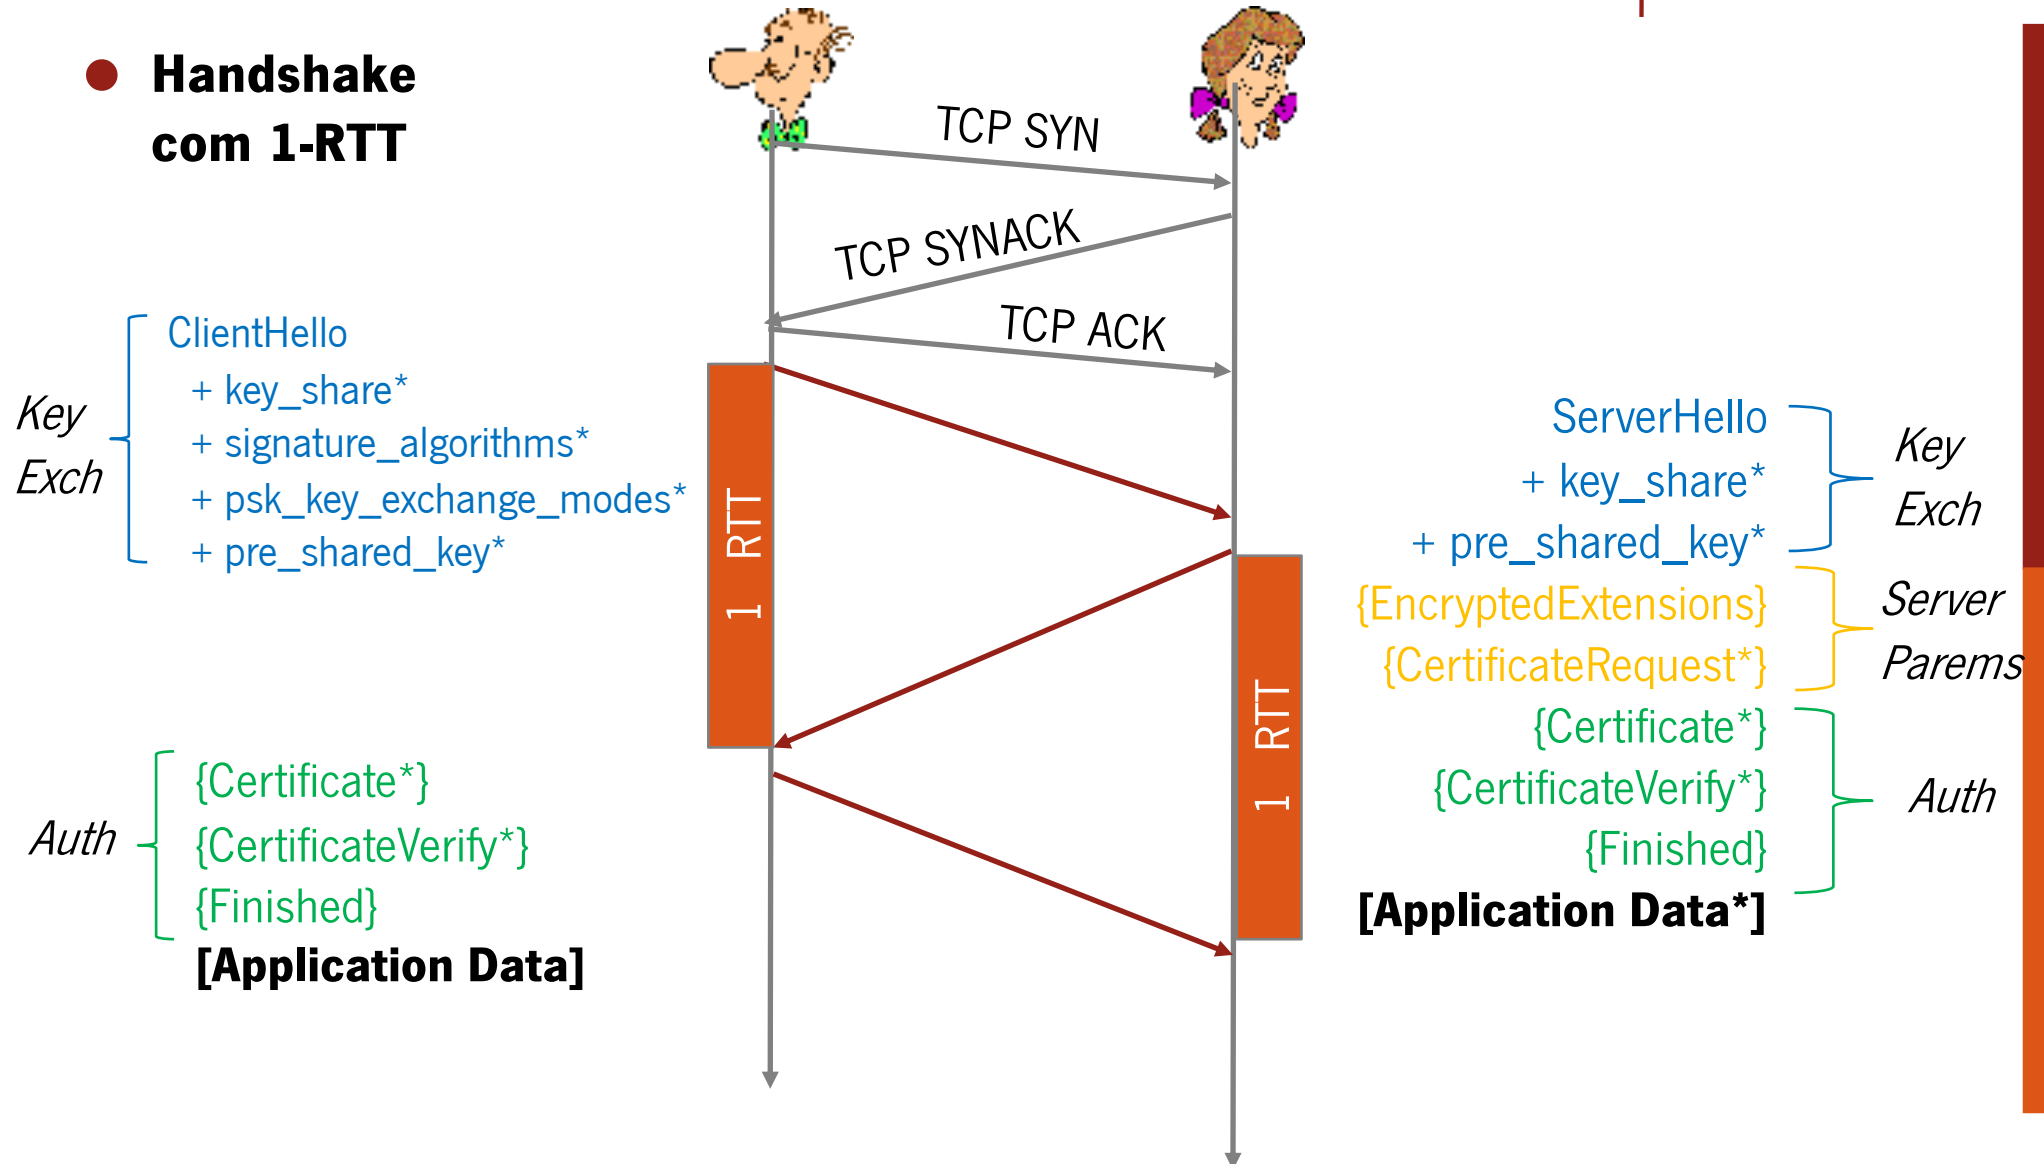 Handshake
com 1-RTT
TCP SYN
TCP SYNACK
TCP ACK
Key
Exch
ClientHello
+ key_share*
+ signature_algorithms*
+ psk_key_exchange_modes*
+ pre_shared_key*
1 RTT
ServerHello
+ key_share*
+ pre_shared_key*
Key
Exch
{EncryptedExtensions}
{CertificateRequest*}
Server
Parems
{Certificate*}
{CertificateVerify*}
{Finished}
Auth
[Application Data*]
1 RTT
Auth
{Certificate*}
{CertificateVerify*}
{Finished}
[Application Data]